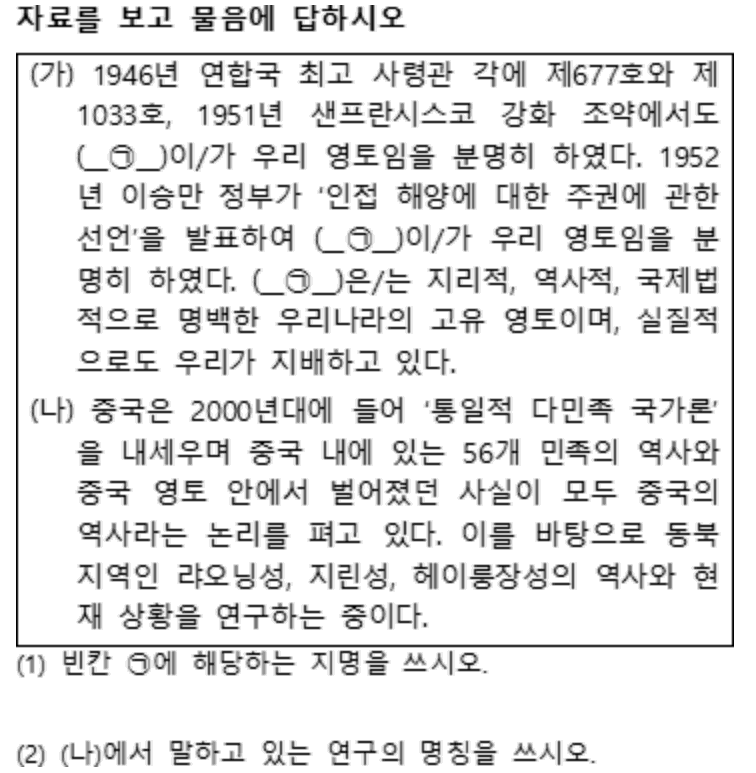 자료를 보고 물음에 답하시오
(가) 1946년 연합국 최고 사령관 각에 제677호와 제
1033호, 1951년 샌프란시스코 강화 조약에서도
(_㉠_)이/가 우리 영토임을 분명히 하였다. 1952
년 이승만 정부가 '인접 해양에 대한 주권에 관한
선언'을 발표하여 (_㉠_)이/가 우리 영토임을 분
명히 하였다. (_㉠_)은/는 지리적, 역사적, 국제법
적으로 명백한 우리나라의 고유 영토이며, 실질적
으로도 우리가 지배하고 있다.
(나) 중국은 2000년대에 들어 '통일적 다민족 국가론'
을 내세우며 중국 내에 있는 56개 민족의 역사와
중국 영토 안에서 벌어졌던 사실이 모두 중국의
역사라는 논리를 펴고 있다. 이를 바탕으로 동북
지역인 랴오닝성, 지린성, 헤이룽장성의 역사와 현
재 상황을 연구하는 중이다.
(1) 빈칸 ㉠에 해당하는 지명을 쓰시오.
(2) (나)에서 말하고 있는 연구의 명칭을 쓰시오.